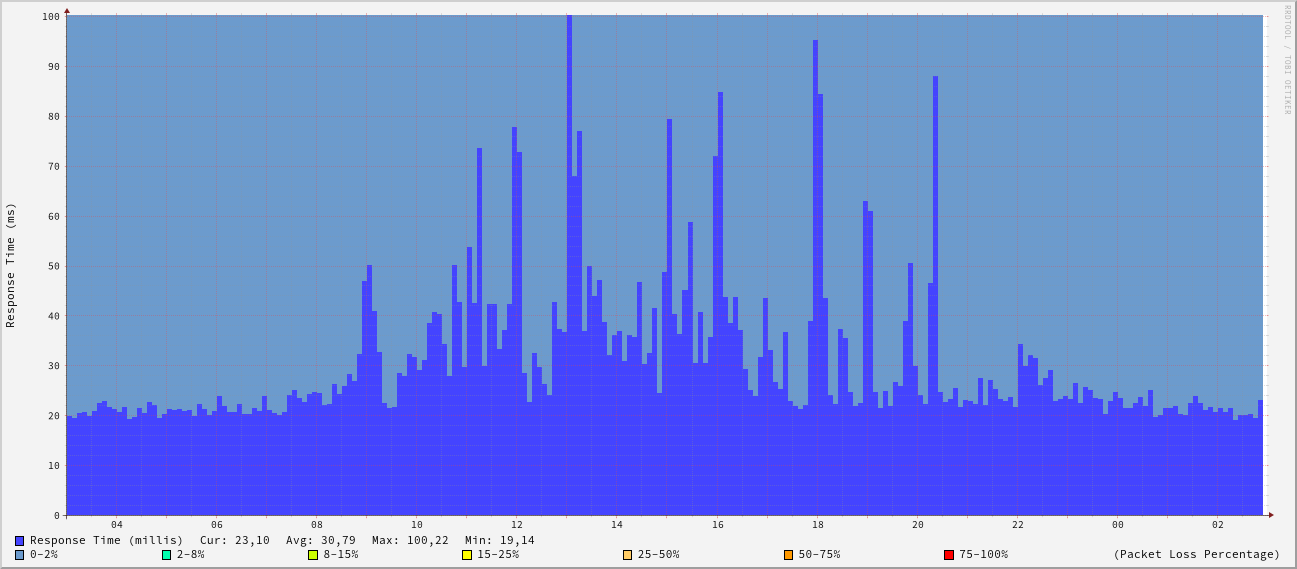 RRDTOOL / TOBI OETIKER
Response Time (ms)
100
90
80
70
60
50
40
30
20
10
0
04 06 08 10 12 14 16 18 20 22 00 02
Response Time (millis) Cur: 23,10 Avg: 30,79 Max: 100,22 Min: 19,14
0-2% 2-8% 8-15% 15-25% 25-50% 50-75% 75-100% (Packet Loss Percentage)